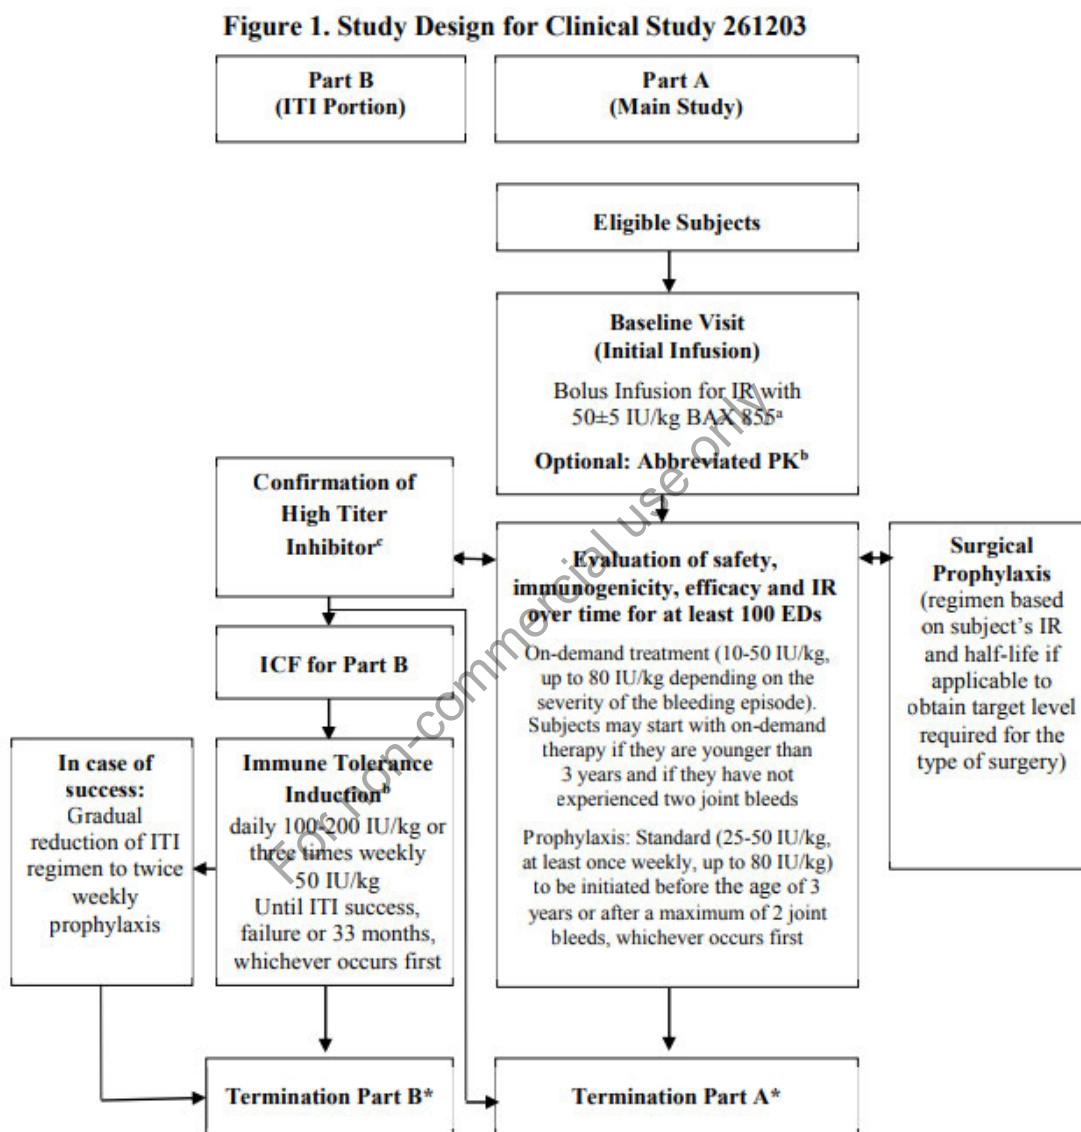 Figure 1. Study Design for Clinical Study 261203
Part B
(ITI Portion)
Part A
(Main Study)
Eligible Subjects
Baseline Visit
(Initial Infusion)
Bolus Infusion for IR with
50±5 IU/kg BAX 855ᵃ
Optional: Abbreviated PKᵇ
Confirmation of
High Titer
Inhibitorᶜ
Evaluation of safety,
immunogenicity, efficacy and IR
over time for at least 100 EDs
On-demand treatment (10-50 IU/kg,
up to 80 IU/kg depending on the
severity of the bleeding episode).
Subjects may start with on-demand
therapy if they are younger than
3 years and if they have not
experienced two joint bleeds
Prophylaxis: Standard (25-50 IU/kg,
at least once weekly, up to 80 IU/kg)
to be initiated before the age of 3
years or after a maximum of 2 joint
bleeds, whichever occurs first
Surgical
Prophylaxis
(regimen based
on subject's IR
and half-life if
applicable to
obtain target level
required for the
type of surgery)
ICF for Part B
In case of
success:
Gradual
reduction of ITI
regimen to twice
weekly
prophylaxis
Immune Tolerance
Inductionᵇ
daily 100-200 IU/kg or
three times weekly
50 IU/kg
Until ITI success,
failure or 33 months,
whichever occurs first
Termination Part B*
Termination Part A*
For non-commercial use only